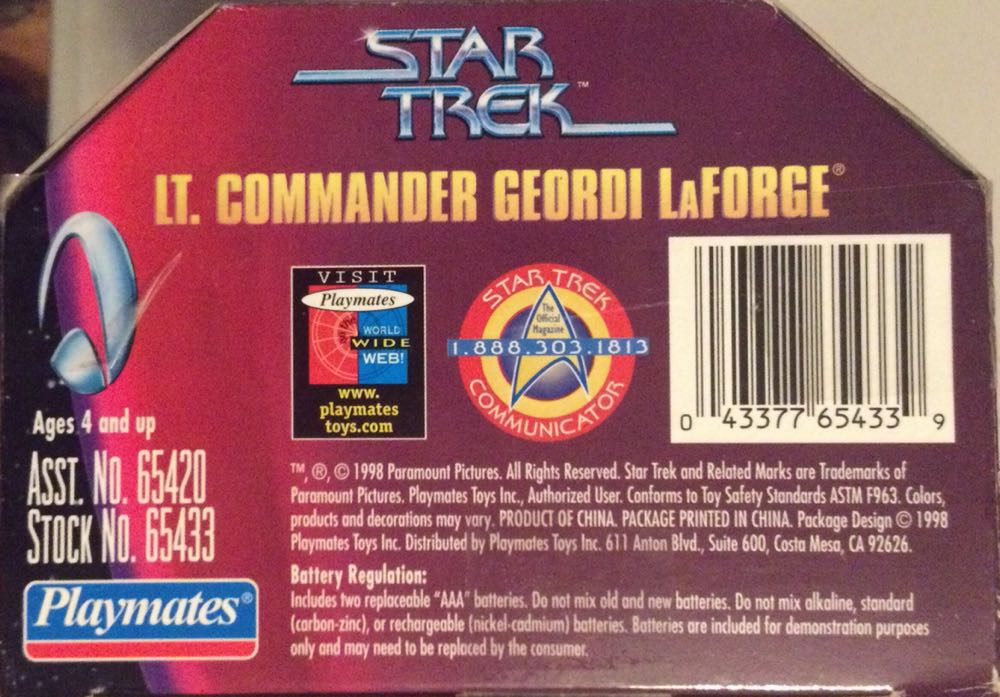 STAR
TREK™
LT. COMMANDER GEORDI LAFORGE®
VISIT
Playmates
WORLD
WIDE
WEB!
www.
playmates
toys.com
STAR TREK
The
Official
Magazine
1.888.303.1813
COMMUNICATOR
0 43377 65433 9
Ages 4 and up
ASST. NO. 65420
STOCK NO. 65433
Playmates®
™, ®, © 1998 Paramount Pictures. All Rights Reserved. Star Trek and Related Marks are Trademarks of
Paramount Pictures. Playmates Toys Inc., Authorized User. Conforms to Toy Safety Standards ASTM F963. Colors,
products and decorations may vary. PRODUCT OF CHINA. PACKAGE PRINTED IN CHINA. Package Design © 1998
Playmates Toys Inc. Distributed by Playmates Toys Inc. 611 Anton Blvd., Suite 600, Costa Mesa, CA 92626.
Battery Regulation:
Includes two replaceable "AAA" batteries. Do not mix old and new batteries. Do not mix alkaline, standard
(carbon-zinc), or rechargeable (nickel-cadmium) batteries. Batteries are included for demonstration purposes
only and may need to be replaced by the consumer.